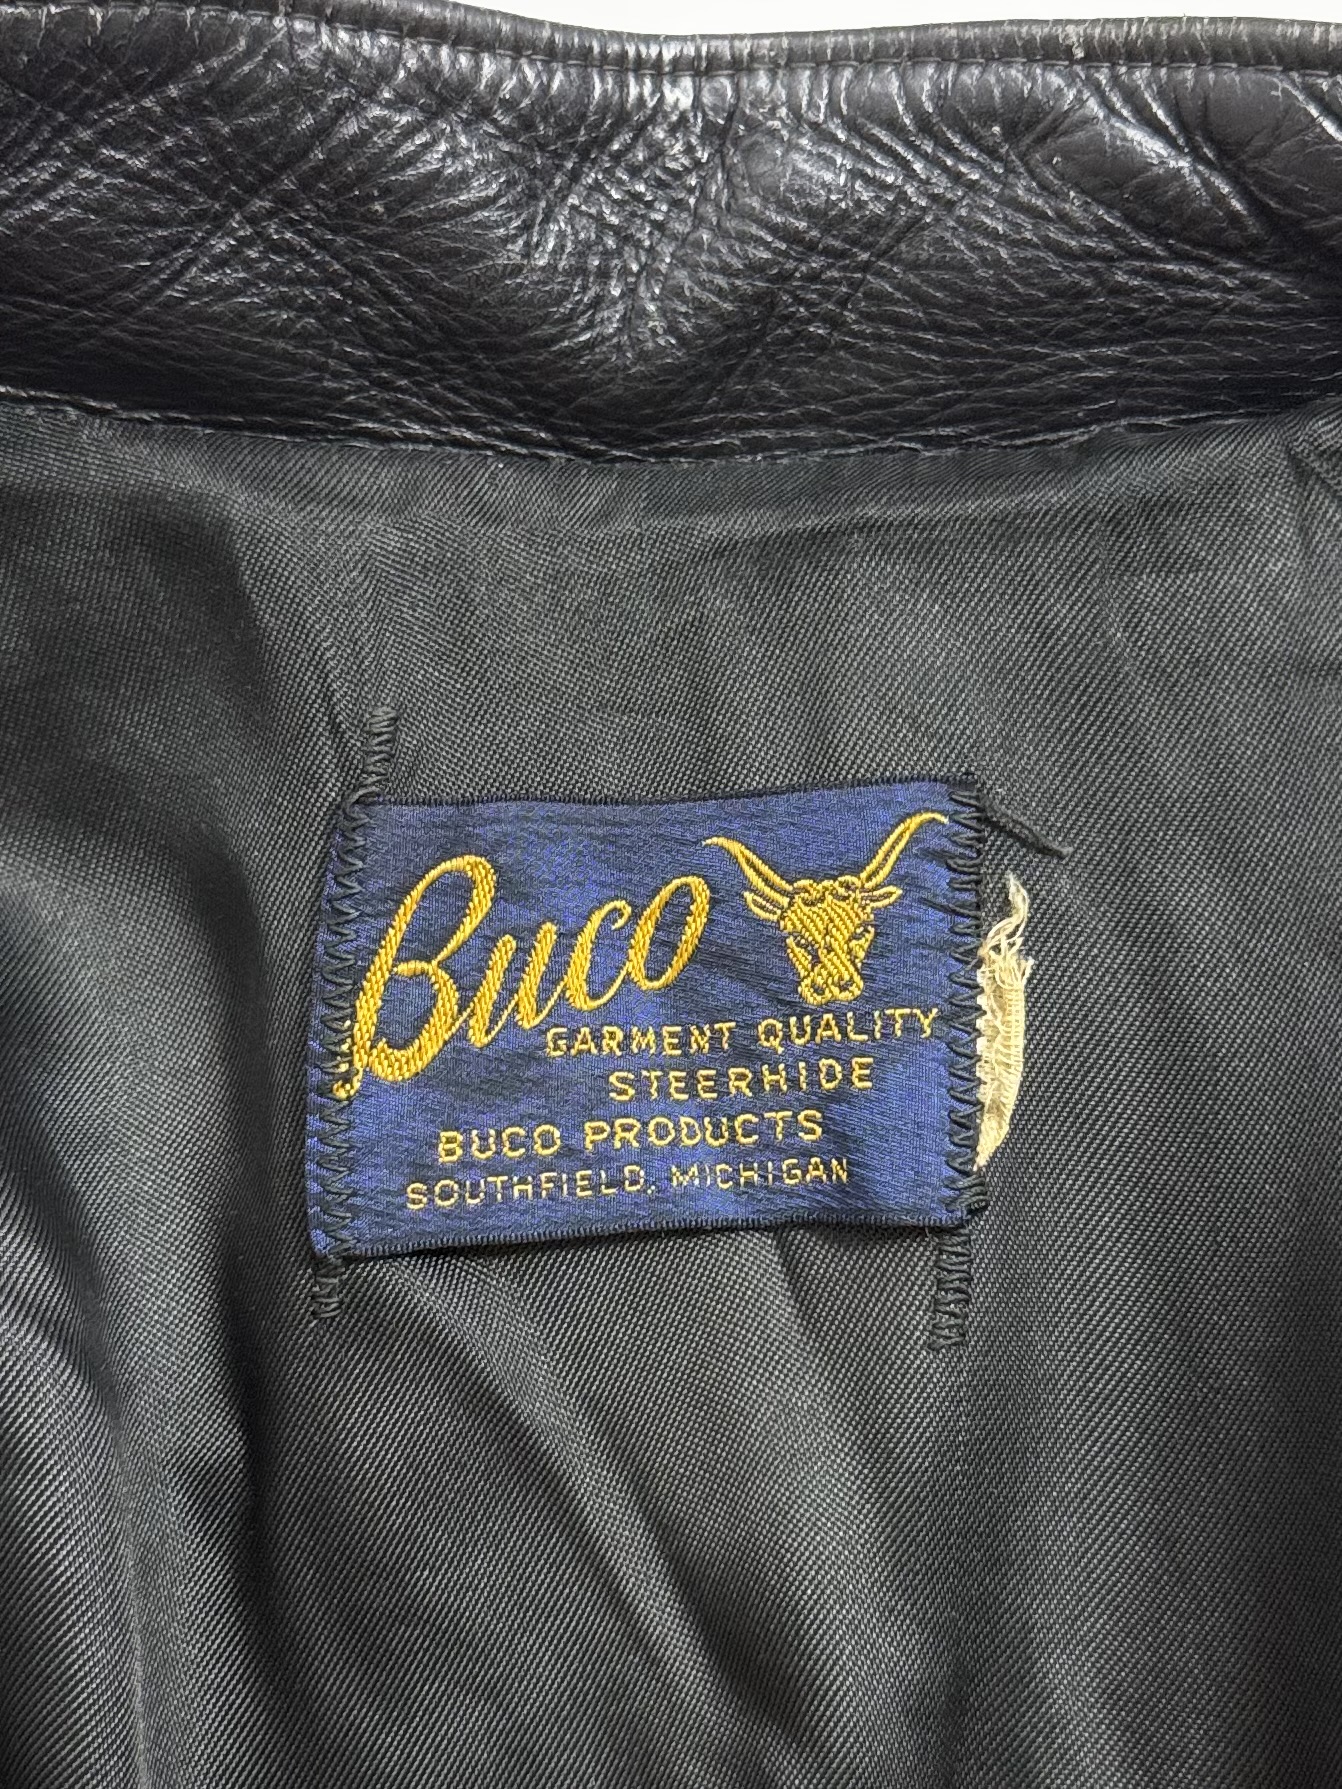 Buco
GARMENT QUALITY
STEERHIDE
BUCO PRODUCTS
SOUTHFIELD, MICHIGAN